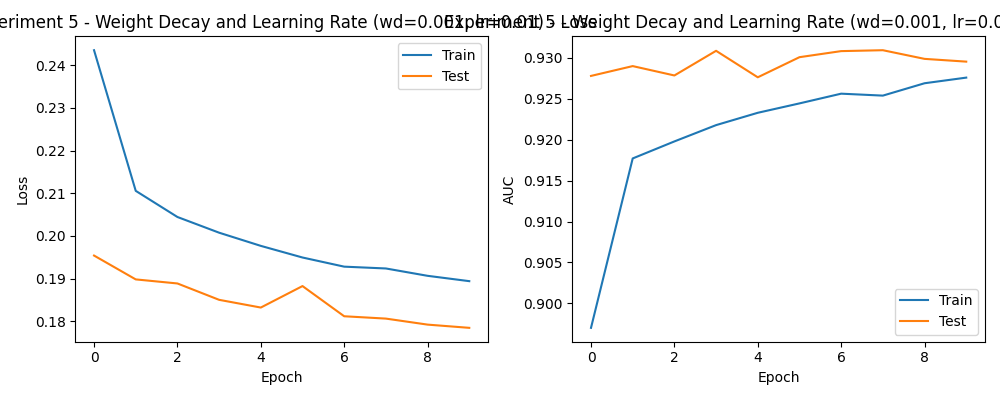 eriment 5 - Weight Decay and Learning Rate (wd=0.001, lr=0.01) - Loss
Experiment 5 - Weight Decay and Learning Rate (wd=0.001, lr=0.0
Train
Test
0.24
0.23
0.22
0.21
0.20
0.19
0.18
Loss
0
2
4
6
8
Epoch
0.930
0.925
0.920
0.915
0.910
0.905
0.900
AUC
Train
Test
0
2
4
6
8
Epoch